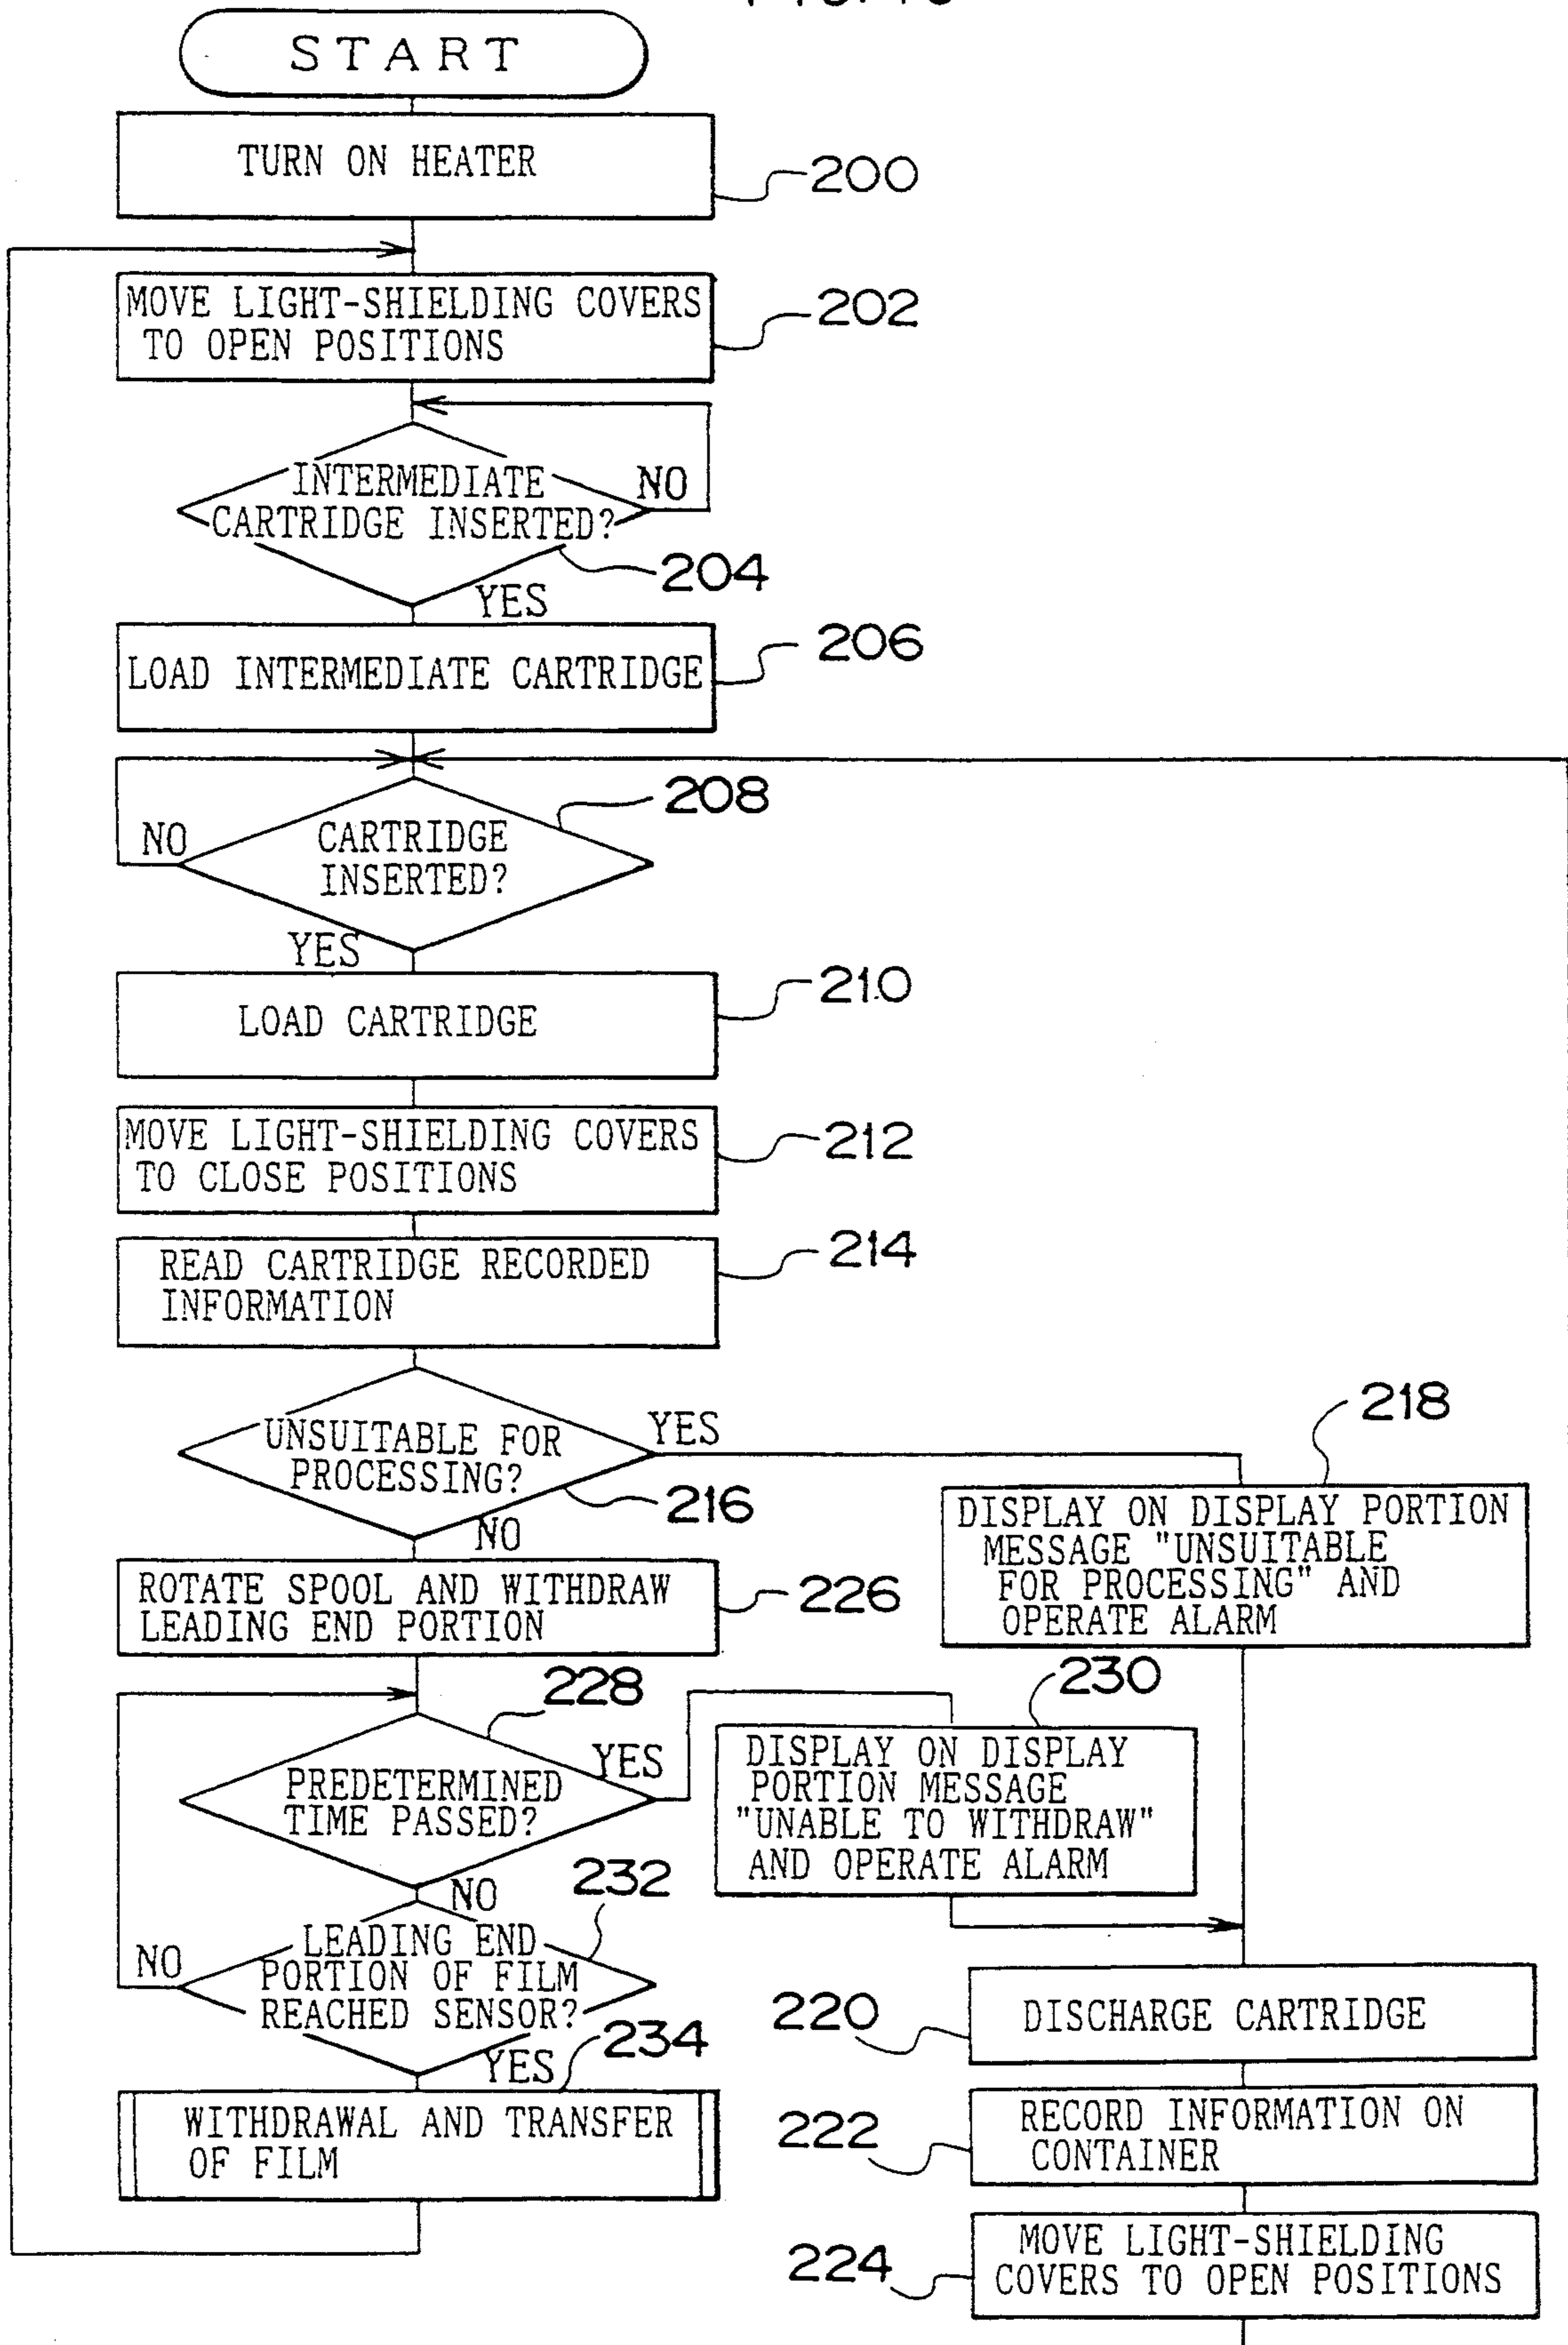 START
TURN ON HEATER
200
MOVE LIGHT-SHIELDING COVERS
TO OPEN POSITIONS
202
INTERMEDIATE
CARTRIDGE INSERTED?
NO
204
YES
LOAD INTERMEDIATE CARTRIDGE
206
208
NO
CARTRIDGE
INSERTED?
YES
LOAD CARTRIDGE
210
MOVE LIGHT-SHIELDING COVERS
TO CLOSE POSITIONS
212
READ CARTRIDGE RECORDED
INFORMATION
214
UNSUITABLE FOR
PROCESSING?
YES
216
NO
218
DISPLAY ON DISPLAY PORTION
MESSAGE "UNSUITABLE
FOR PROCESSING" AND
OPERATE ALARM
ROTATE SPOOL AND WITHDRAW
LEADING END PORTION
226
228
PREDETERMINED
TIME PASSED?
YES
NO
230
DISPLAY ON DISPLAY
PORTION MESSAGE
"UNABLE TO WITHDRAW"
AND OPERATE ALARM
232
NO
LEADING END
PORTION OF FILM
REACHED SENSOR?
YES
234
WITHDRAWAL AND TRANSFER
OF FILM
220
DISCHARGE CARTRIDGE
222
RECORD INFORMATION ON
CONTAINER
224
MOVE LIGHT-SHIELDING
COVERS TO OPEN POSITIONS